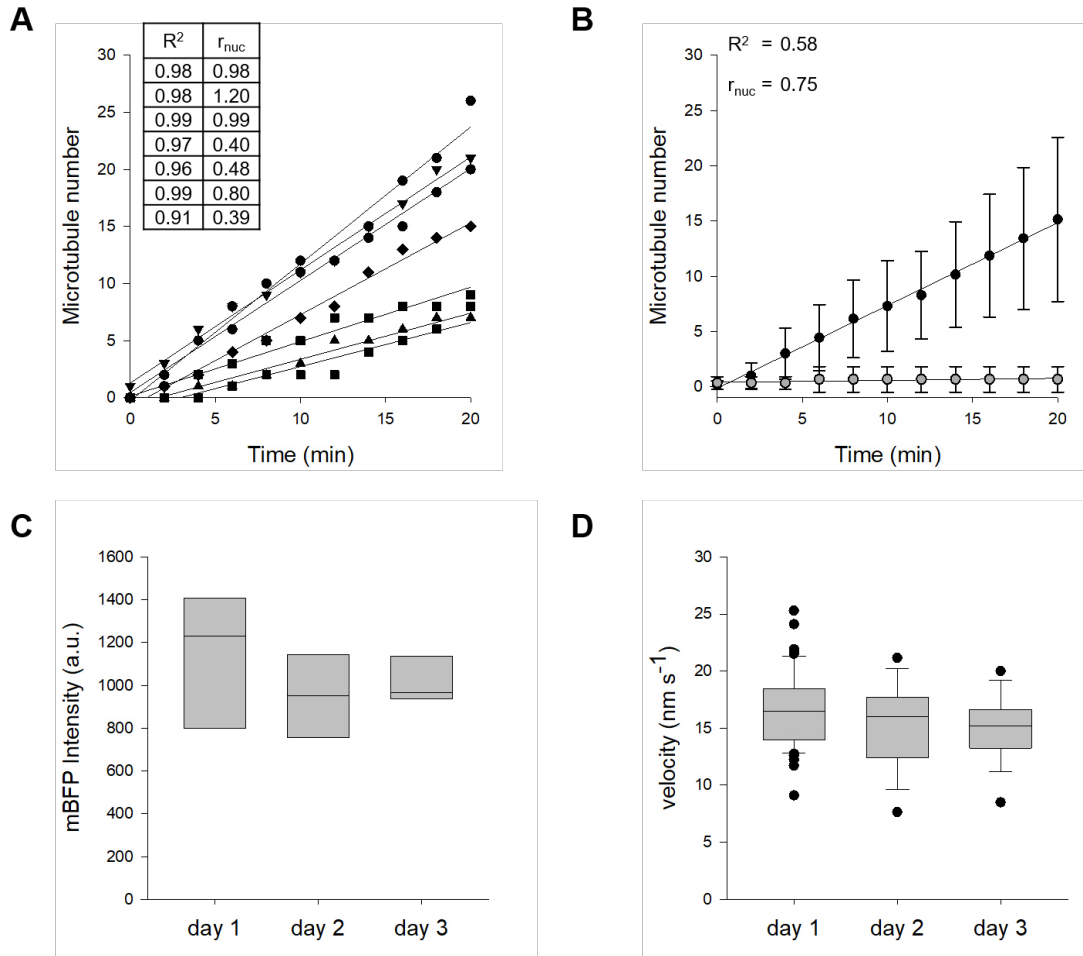 A
R² r_nuc
0.98 0.98
0.98 1.20
0.99 0.99
0.97 0.40
0.96 0.48
0.99 0.80
0.91 0.39
30
25
20
15
10
5
0
Microtubule number
0 5 10 15 20
Time (min)
B
R² = 0.58
r_nuc = 0.75
30
25
20
15
10
5
0
Microtubule number
0 5 10 15 20
Time (min)
C
1600
1400
1200
1000
800
600
400
200
0
mBFP Intensity (a.u.)
day 1 day 2 day 3
D
30
25
20
15
10
5
0
velocity (nm s⁻¹)
day 1 day 2 day 3